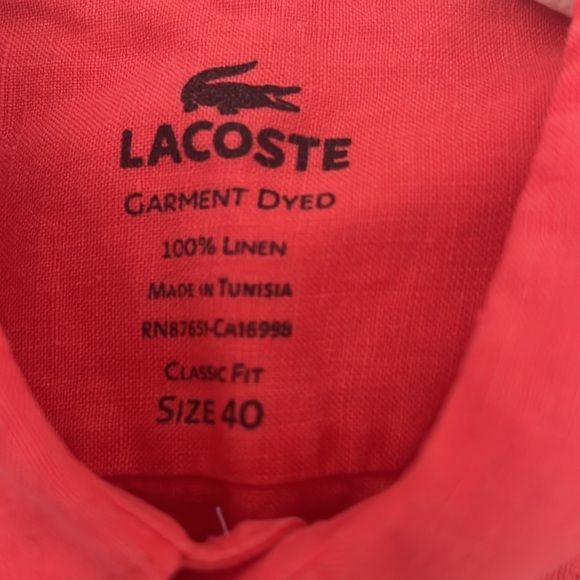 LACOSTE
GARMENT DYED
100% LINEN
MADE IN TUNISIA
RN87651-CA16998
CLASSIC FIT
SIZE 40